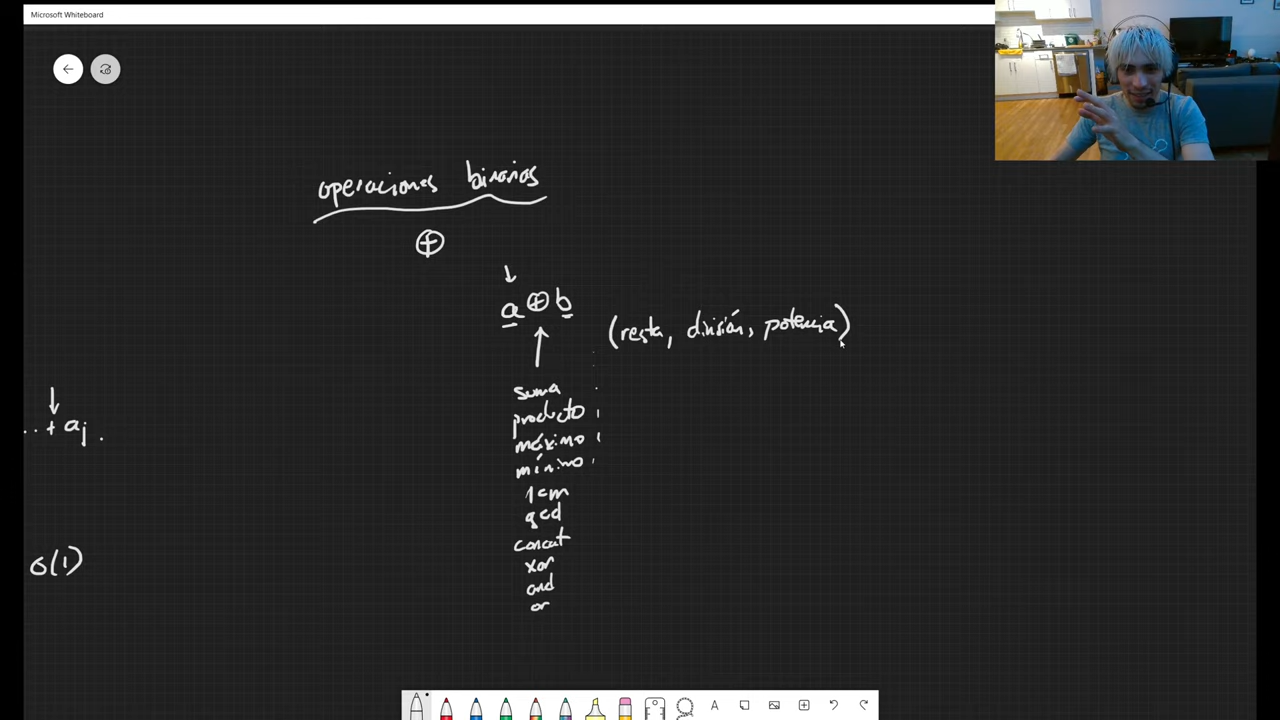 Microsoft Whiteboard
operaciones binarias
⊕
↓
a ⊕ b
(resta, división, potencia)
↑
suma
producto
máximo
mínimo
lcm
gcd
concat
xor
and
or
↓
..+ aj.
O(1)
A